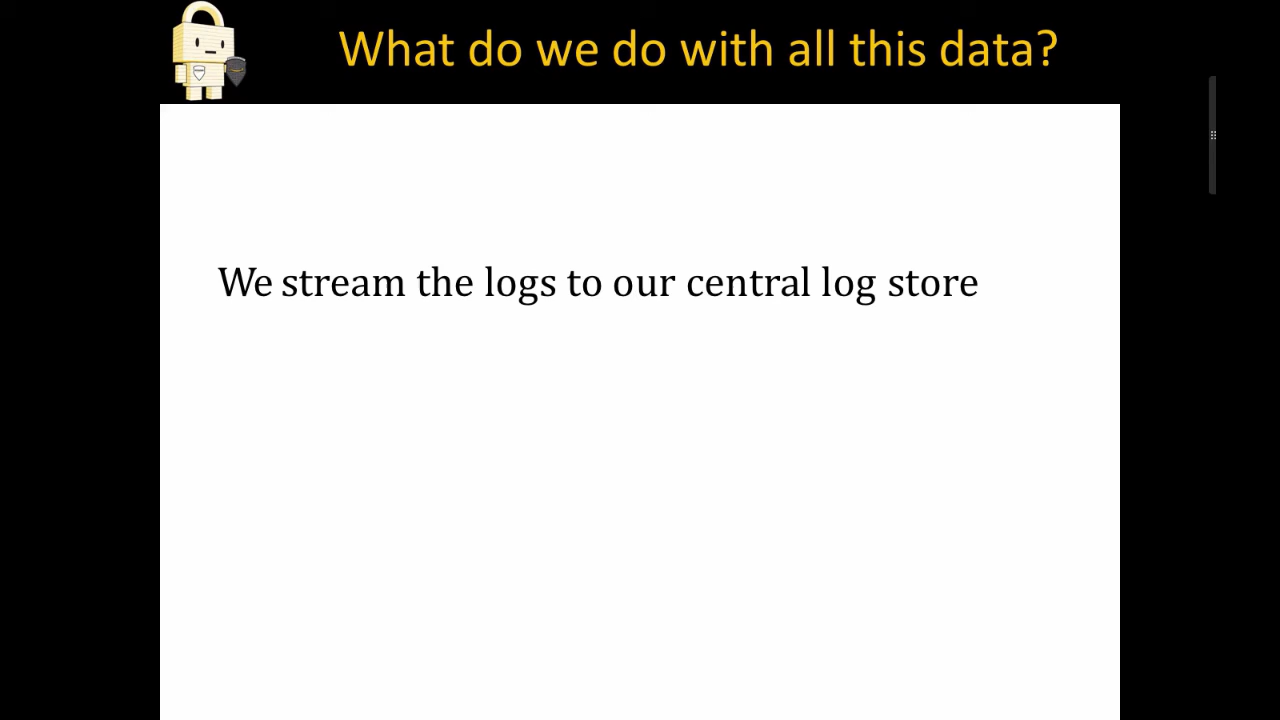 What do we do with all this data?
We stream the logs to our central log store